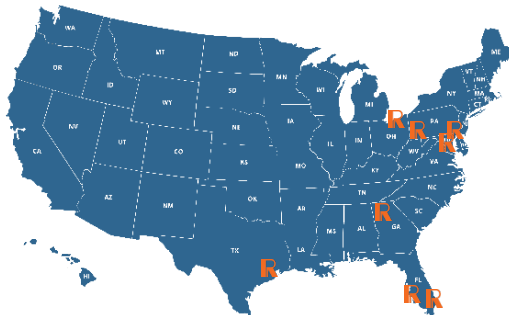 WA
MT
ND
MN
ME
OR
ID
SD
WI
MI
VT
NH
NY
MA
CT
WY
NE
IA
PA
R
R
R
R
OH
NV
UT
CO
KS
MO
IL
IN
WV
VA
KY
CA
AZ
NM
OK
AR
TN
NC
SC
R
GA
AL
MS
TX
LA
R
FL
R
R
HI